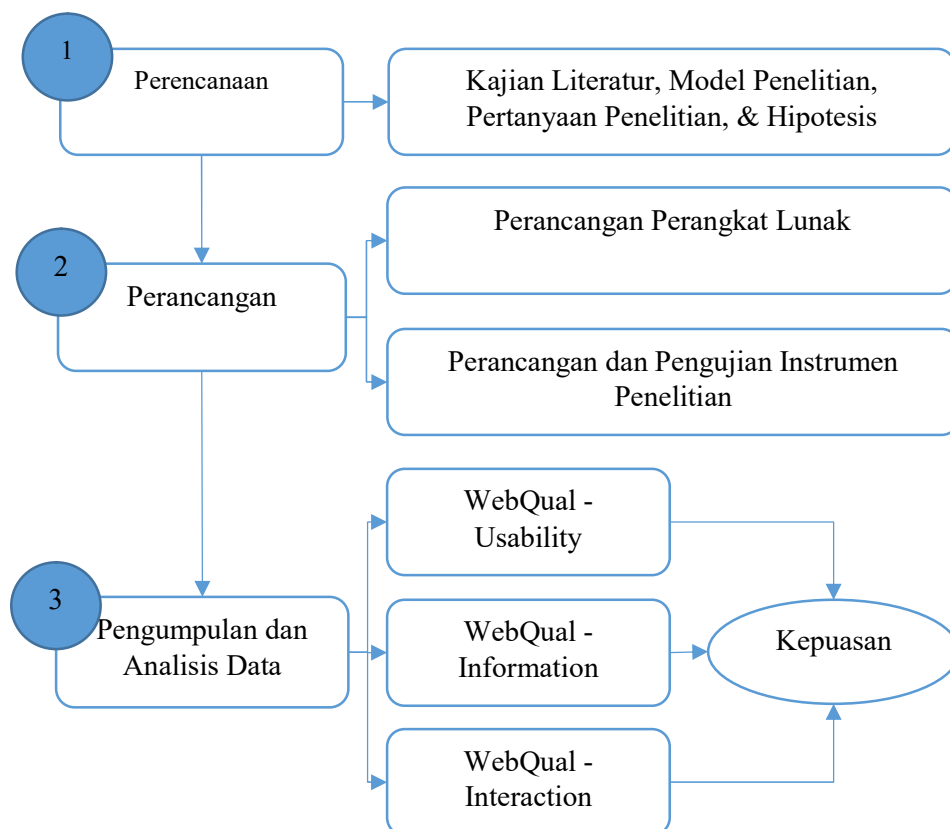 1
Perencanaan
Kajian Literatur, Model Penelitian,
Pertanyaan Penelitian, & Hipotesis
2
Perancangan
Perancangan Perangkat Lunak
Perancangan dan Pengujian Instrumen
Penelitian
3
Pengumpulan dan
Analisis Data
WebQual -
Usability
WebQual -
Information
WebQual -
Interaction
Kepuasan